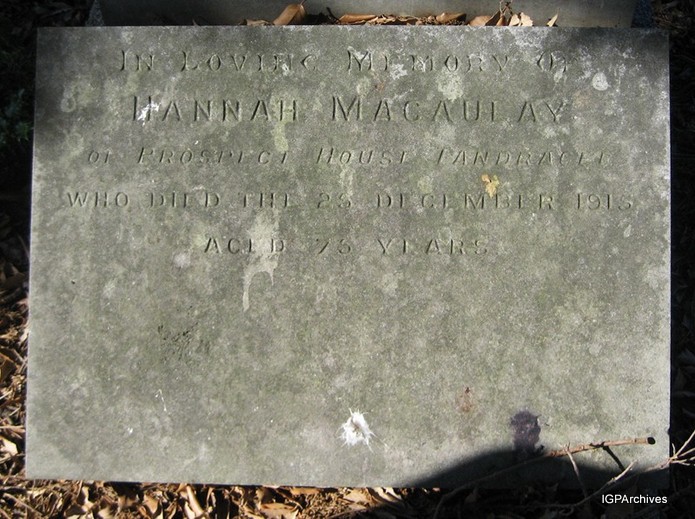 In Loving Memory Of
Hannah Macaulay
of Prospect House Tandragee
who died the 25 December 1915
aged 75 years
IGPArchives